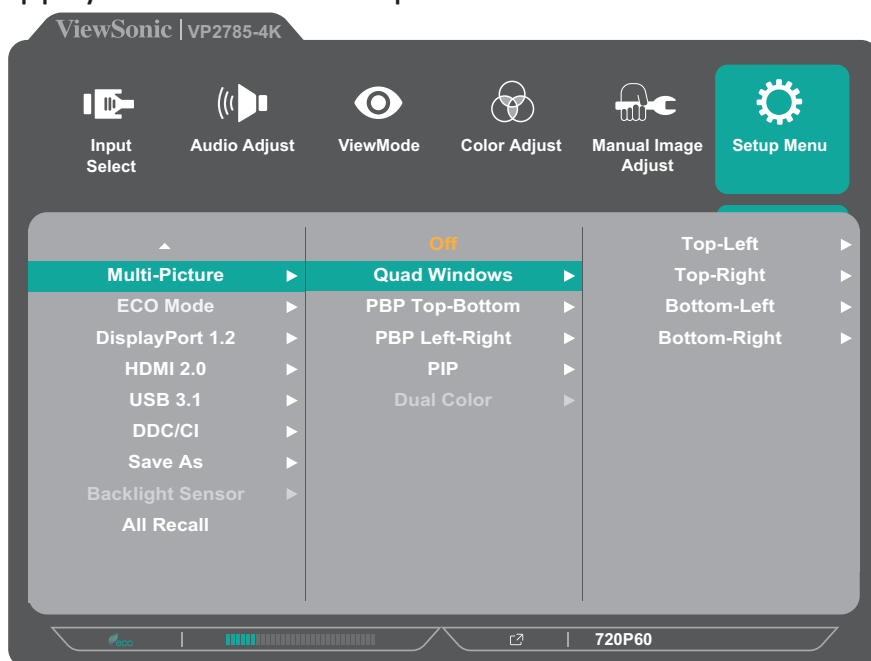 ViewSonic | VP2785-4K
Input
Select
Audio Adjust
ViewMode
Color Adjust
Manual Image
Adjust
Setup Menu
Multi-Picture
ECO Mode
DisplayPort 1.2
HDMI 2.0
USB 3.1
DDC/CI
Save As
Backlight Sensor
All Recall
Off
Quad Windows
PBP Top-Bottom
PBP Left-Right
PIP
Dual Color
Top-Left
Top-Right
Bottom-Left
Bottom-Right
eco
720P60